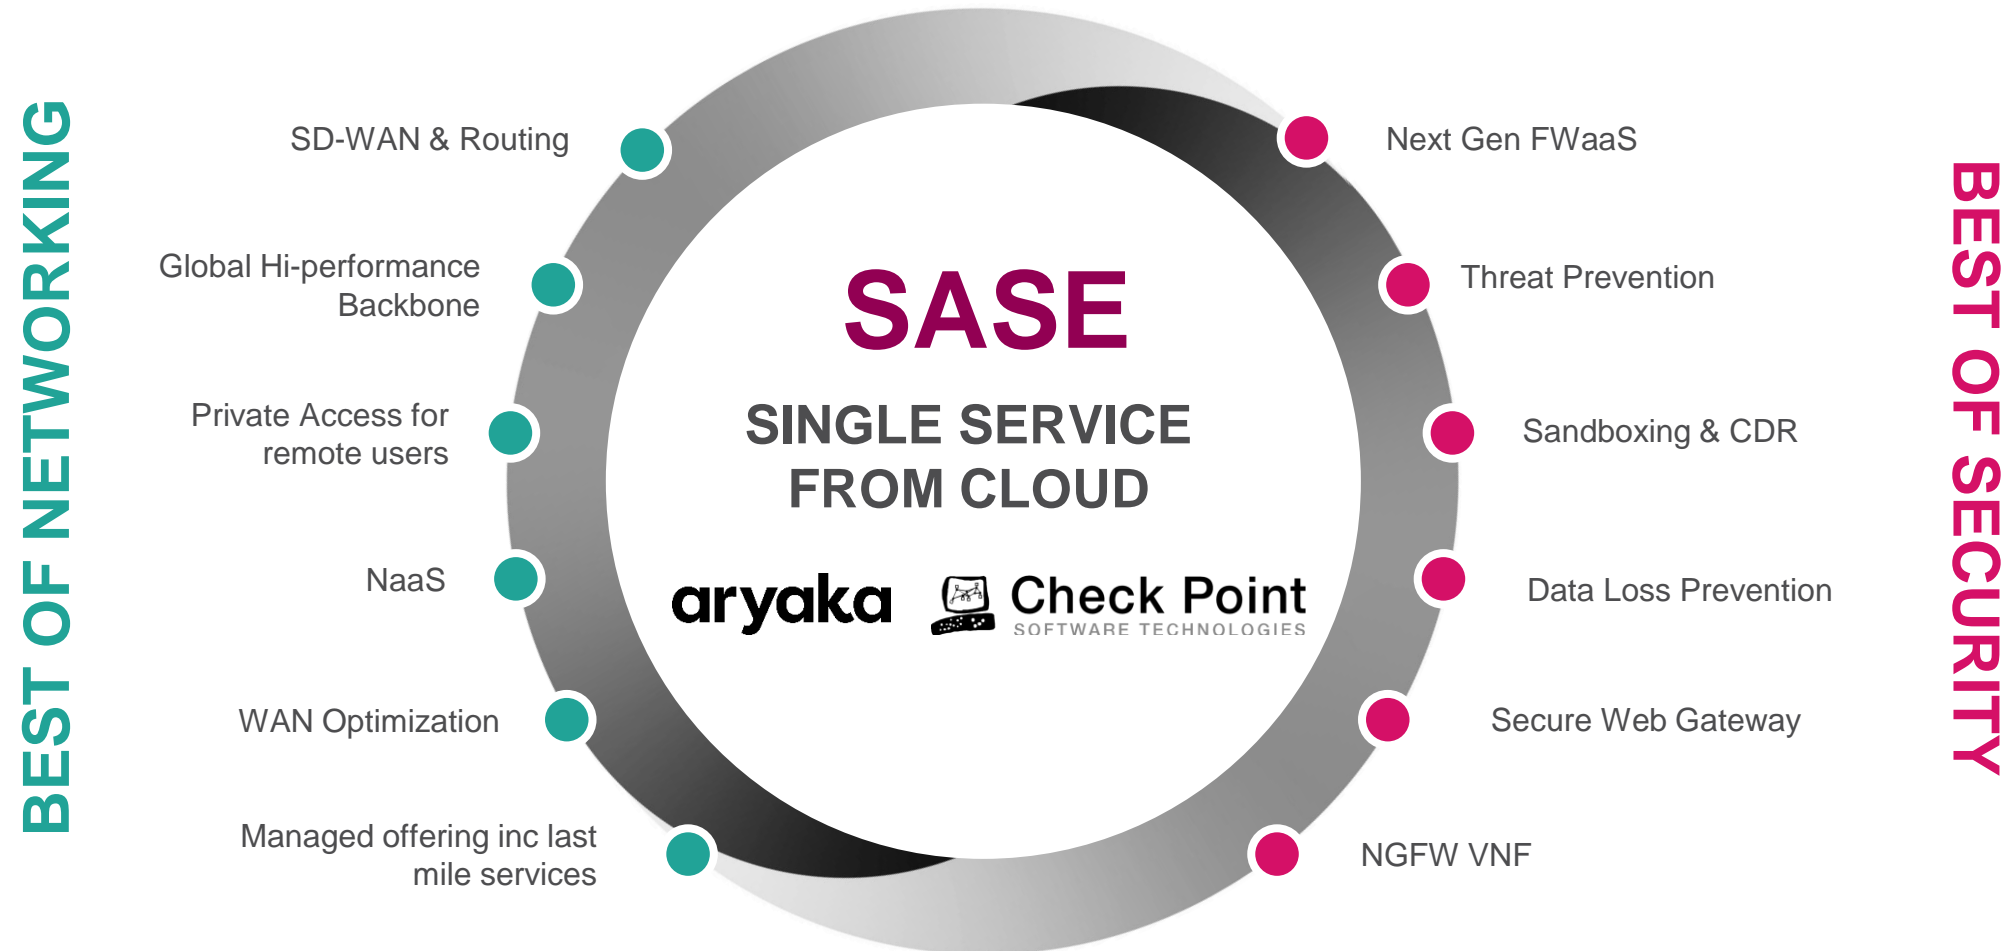 BEST OF NETWORKING
SD-WAN & Routing
Global Hi-performance
Backbone
Private Access for
remote users
NaaS
WAN Optimization
Managed offering inc last
mile services
SASE
SINGLE SERVICE
FROM CLOUD
aryaka
Check Point
SOFTWARE TECHNOLOGIES
Next Gen FWaaS
Threat Prevention
Sandboxing & CDR
Data Loss Prevention
Secure Web Gateway
NGFW VNF
BEST OF SECURITY